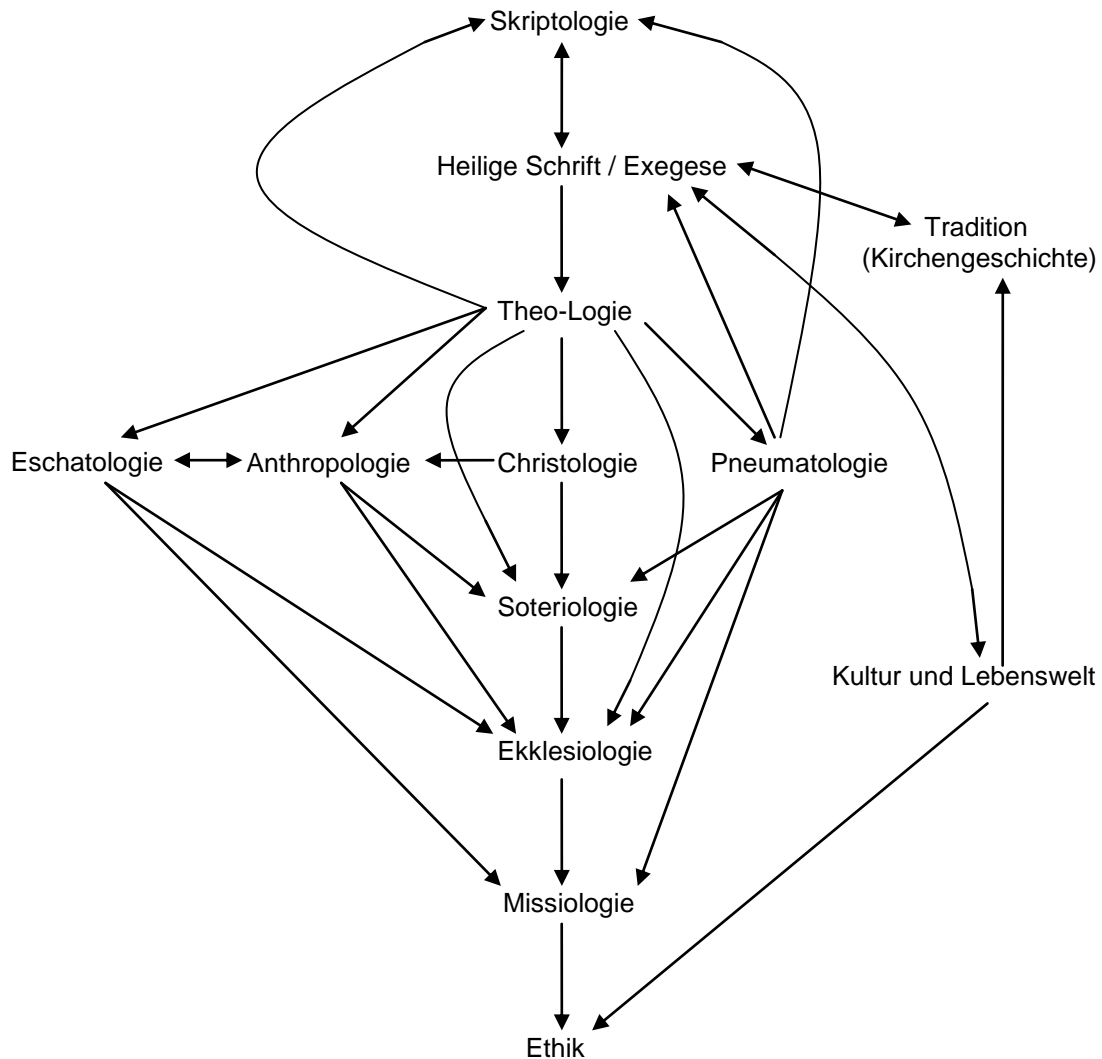 Skriptologie
Heilige Schrift / Exegese
Tradition
(Kirchengeschichte)
Theo-Logie
Eschatologie
Anthropologie
Christologie
Pneumatologie
Soteriologie
Kultur und Lebenswelt
Ekklesiologie
Missiologie
Ethik